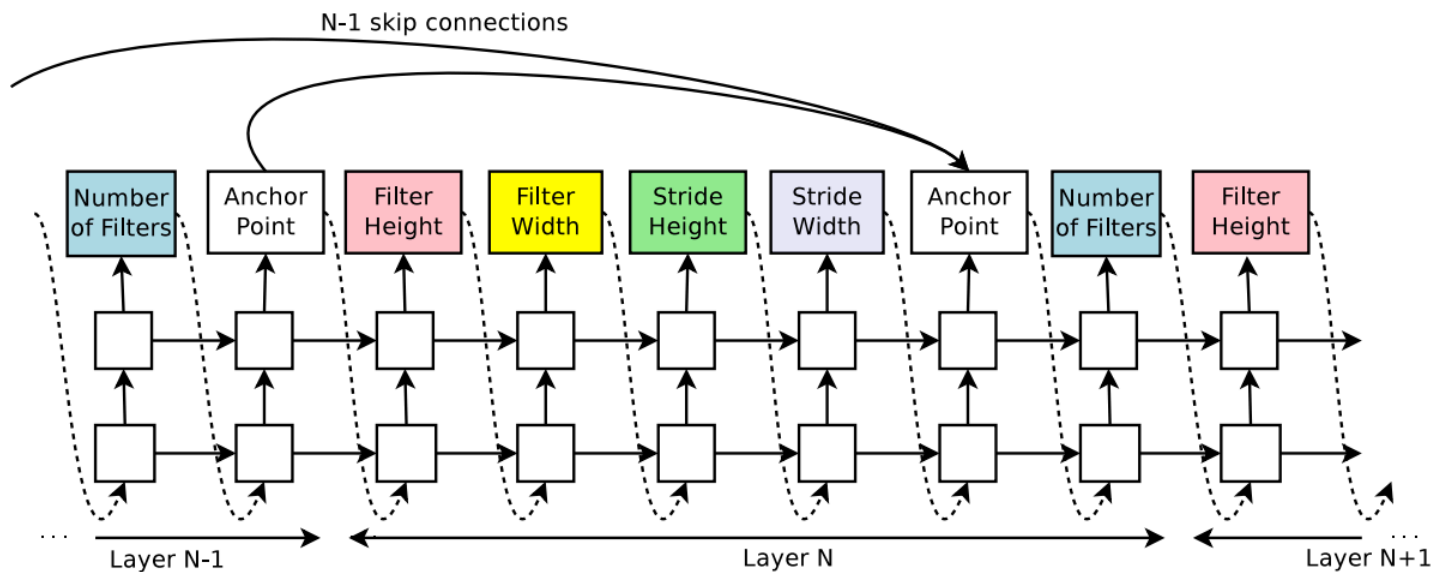 N-1 skip connections
Number
of Filters
Anchor
Point
Filter
Height
Filter
Width
Stride
Height
Stride
Width
Anchor
Point
Number
of Filters
Filter
Height
. . .
Layer N-1
Layer N
Layer N+1
. . .